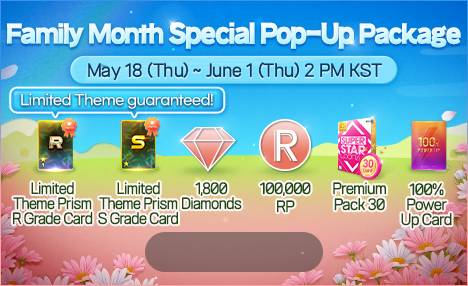 Family Month Special Pop-Up Package
May 18 (Thu) ~ June 1 (Thu) 2 PM KST
Limited Theme guaranteed!
R
S
R
SUPER
STAR
30
100%
POWER UP
Limited
Theme Prism
R Grade Card
Limited
Theme Prism
S Grade Card
1,800
Diamonds
100,000
RP
Premium
Pack 30
100%
Power
Up Card